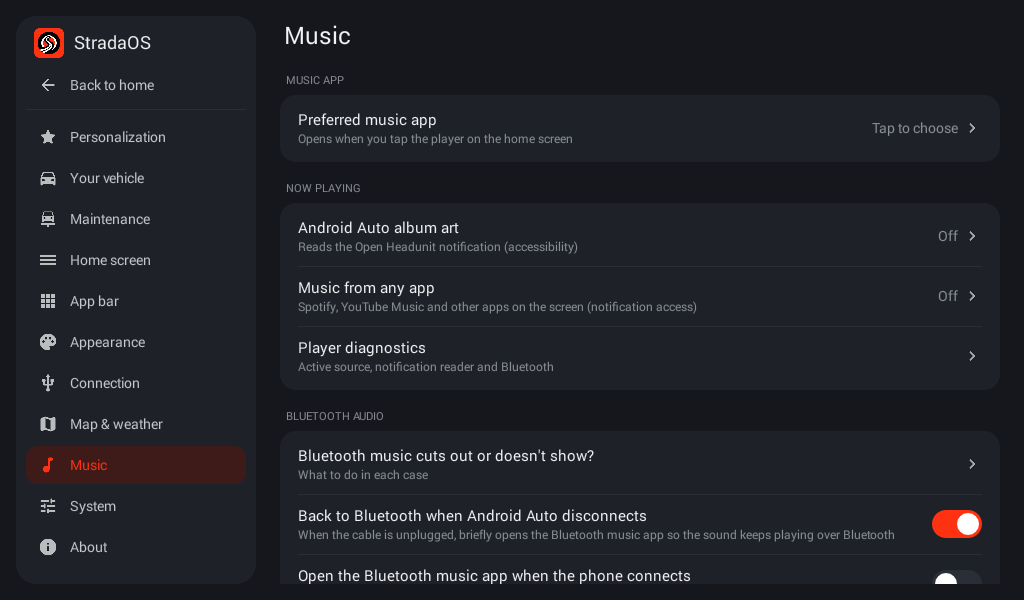 StradaOS
Back to home
Personalization
Your vehicle
Maintenance
Home screen
App bar
Appearance
Connection
Map & weather
Music
System
About
Music
MUSIC APP
Preferred music app
Opens when you tap the player on the home screen
Tap to choose
NOW PLAYING
Android Auto album art
Reads the Open Headunit notification (accessibility)
Off
Music from any app
Spotify, YouTube Music and other apps on the screen (notification access)
Off
Player diagnostics
Active source, notification reader and Bluetooth
BLUETOOTH AUDIO
Bluetooth music cuts out or doesn't show?
What to do in each case
Back to Bluetooth when Android Auto disconnects
When the cable is unplugged, briefly opens the Bluetooth music app so the sound keeps playing over Bluetooth
Open the Bluetooth music app when the phone connects